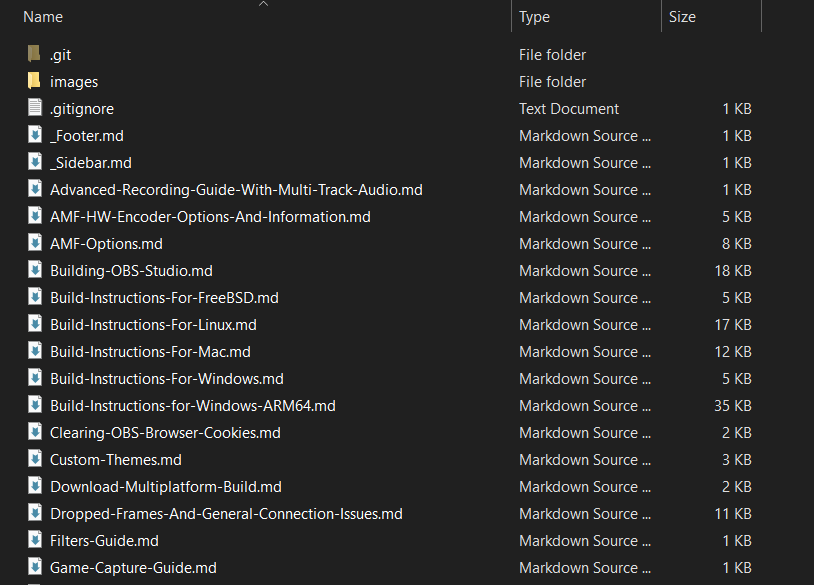 Name Type Size
.git File folder
images File folder
.gitignore Text Document 1 KB
_Footer.md Markdown Source ... 1 KB
_Sidebar.md Markdown Source ... 1 KB
Advanced-Recording-Guide-With-Multi-Track-Audio.md Markdown Source ... 1 KB
AMF-HW-Encoder-Options-And-Information.md Markdown Source ... 5 KB
AMF-Options.md Markdown Source ... 8 KB
Building-OBS-Studio.md Markdown Source ... 18 KB
Build-Instructions-For-FreeBSD.md Markdown Source ... 5 KB
Build-Instructions-For-Linux.md Markdown Source ... 17 KB
Build-Instructions-For-Mac.md Markdown Source ... 12 KB
Build-Instructions-For-Windows.md Markdown Source ... 5 KB
Build-Instructions-for-Windows-ARM64.md Markdown Source ... 35 KB
Clearing-OBS-Browser-Cookies.md Markdown Source ... 2 KB
Custom-Themes.md Markdown Source ... 3 KB
Download-Multiplatform-Build.md Markdown Source ... 2 KB
Dropped-Frames-And-General-Connection-Issues.md Markdown Source ... 11 KB
Filters-Guide.md Markdown Source ... 1 KB
Game-Capture-Guide.md Markdown Source ... 1 KB